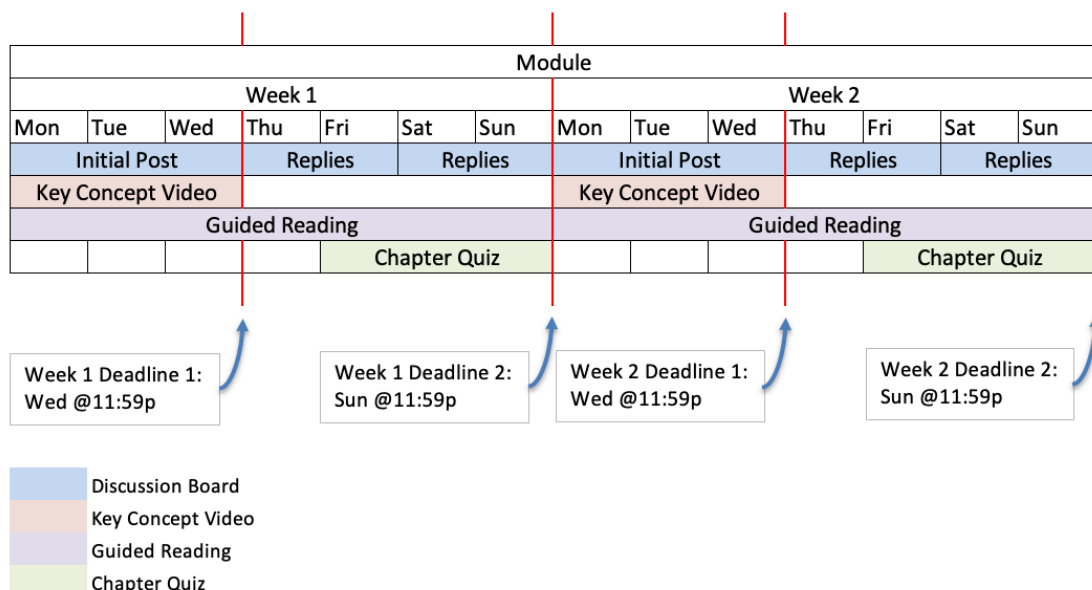 Module
Week 1 Week 2
Mon Tue Wed Thu Fri Sat Sun Mon Tue Wed Thu Fri Sat Sun
Initial Post Replies Replies Initial Post Replies Replies
Key Concept Video Key Concept Video
Guided Reading Guided Reading
Chapter Quiz Chapter Quiz
Week 1 Deadline 1:
Wed @11:59p
Week 1 Deadline 2:
Sun @11:59p
Week 2 Deadline 1:
Wed @11:59p
Week 2 Deadline 2:
Sun @11:59p
Discussion Board
Key Concept Video
Guided Reading
Chapter Quiz